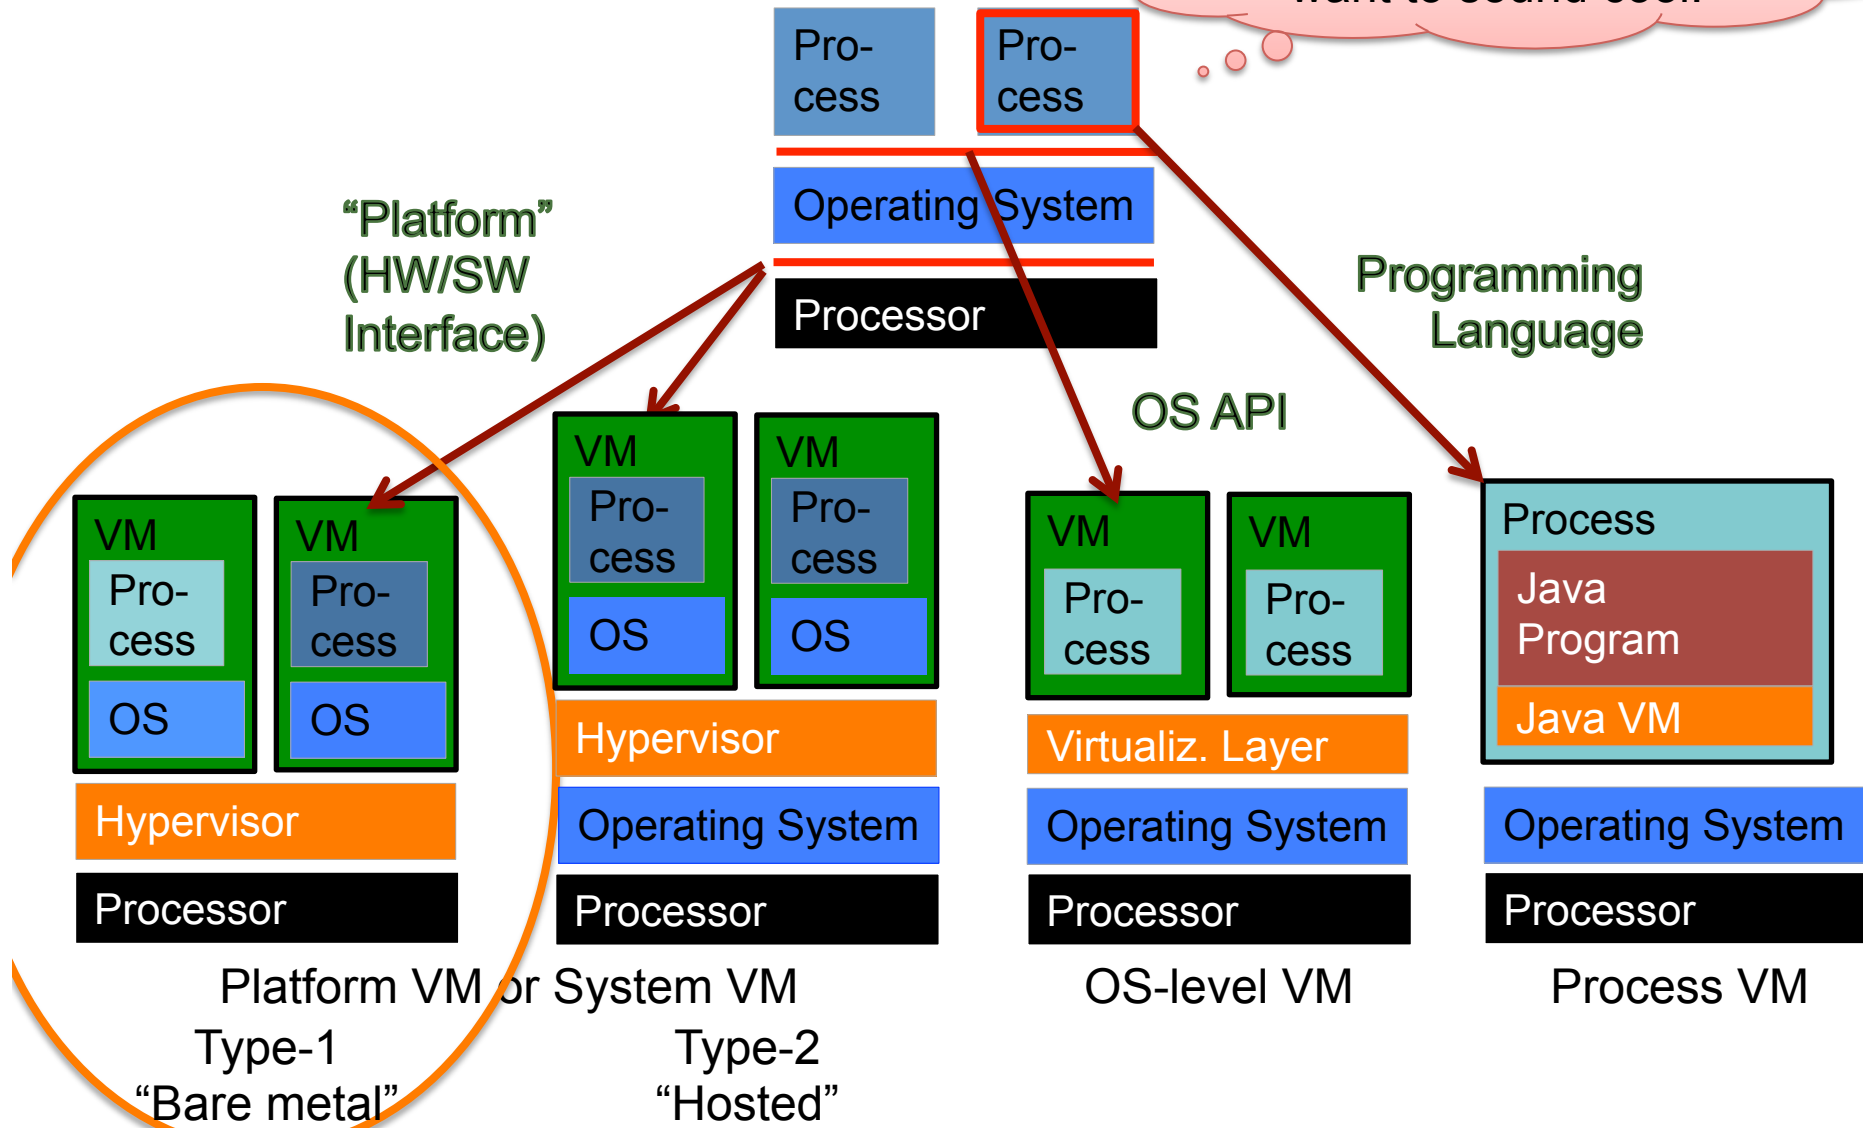 Pro-
cess
Pro-
cess
Operating System
Processor
“Platform”
(HW/SW
Interface)
Programming
Language
OS API
VM
Pro-
cess
OS
VM
Pro-
cess
OS
Hypervisor
Processor
VM
Pro-
cess
OS
VM
Pro-
cess
OS
Hypervisor
Operating System
Processor
VM
Pro-
cess
VM
Pro-
cess
Virtualiz. Layer
Operating System
Processor
Process
Java
Program
Java VM
Operating System
Processor
Platform VM or System VM
OS-level VM
Process VM
Type-1
“Bare metal”
Type-2
“Hosted”